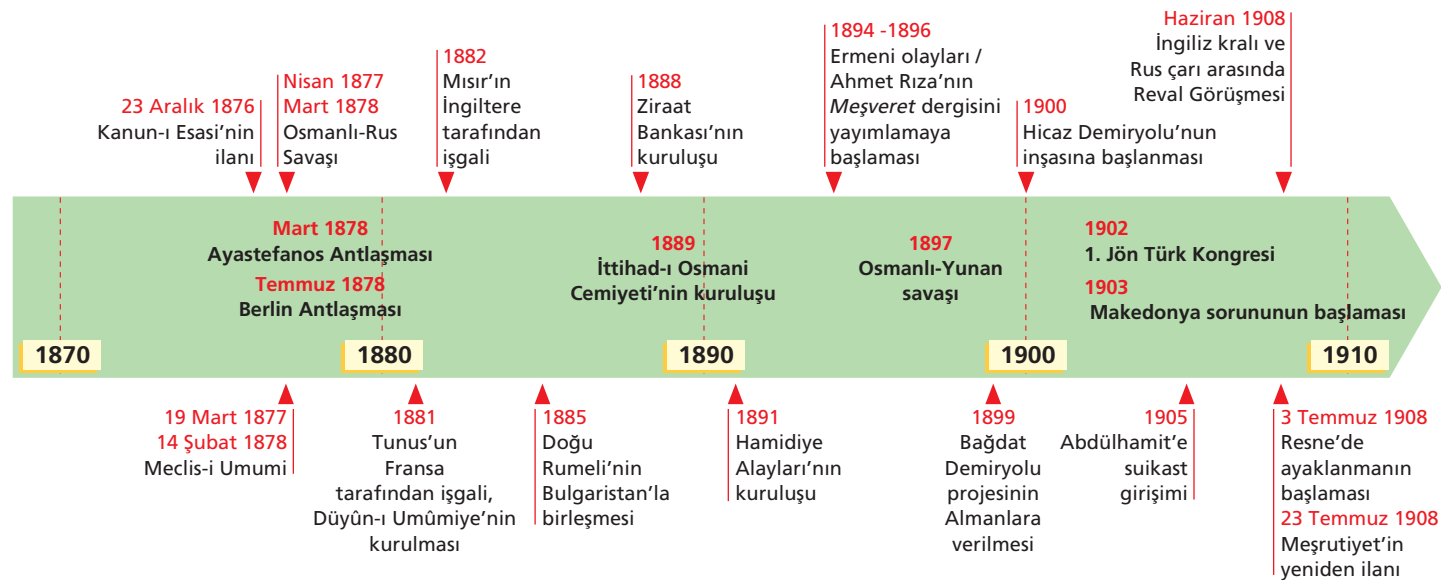 23 Aralık 1876
Kanun-ı Esasi’nin
ilanı
Nisan 1877
Mart 1878
Osmanlı-Rus
Savaşı
1882
Mısır’ın
İngiltere
tarafından
işgali
1888
Ziraat
Bankası’nın
kuruluşu
1894 -1896
Ermeni olayları /
Ahmet Rıza’nın
Meşveret dergisini
yayımlamaya
başlaması
1900
Hicaz Demiryolu’nun
inşasına başlanması
Haziran 1908
İngiliz kralı ve
Rus çarı arasında
Reval Görüşmesi
Mart 1878
Ayastefanos Antlaşması
Temmuz 1878
Berlin Antlaşması
1889
İttihad-ı Osmani
Cemiyeti’nin kuruluşu
1897
Osmanlı-Yunan
savaşı
1902
1. Jön Türk Kongresi
1903
Makedonya sorununun başlaması
1870
1880
1890
1900
1910
19 Mart 1877
14 Şubat 1878
Meclis-i Umumi
1881
Tunus’un
Fransa
tarafından işgali,
Düyûn-ı Umûmiye’nin
kurulması
1885
Doğu
Rumeli’nin
Bulgaristan’la
birleşmesi
1891
Hamidiye
Alayları’nın
kuruluşu
1899
Bağdat
Demiryolu
projesinin
Almanlara
verilmesi
1905
Abdülhamit’e
suikast
girişimi
3 Temmuz 1908
Resne’de
ayaklanmanın
başlaması
23 Temmuz 1908
Meşrutiyet’in
yeniden ilanı